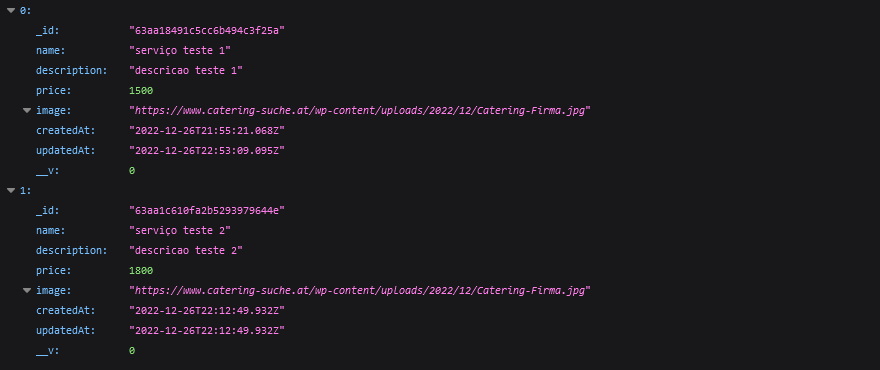 0:
_id: "63aa18491c5cc6b494c3f25a"
name: "serviço teste 1"
description: "descricao teste 1"
price: 1500
image: "https://www.catering-suche.at/wp-content/uploads/2022/12/Catering-Firma.jpg"
createdAt: "2022-12-26T21:55:21.068Z"
updatedAt: "2022-12-26T22:53:09.095Z"
__v: 0
1:
_id: "63aa1c610fa2b5293979644e"
name: "serviço teste 2"
description: "descricao teste 2"
price: 1800
image: "https://www.catering-suche.at/wp-content/uploads/2022/12/Catering-Firma.jpg"
createdAt: "2022-12-26T22:12:49.932Z"
updatedAt: "2022-12-26T22:12:49.932Z"
__v: 0